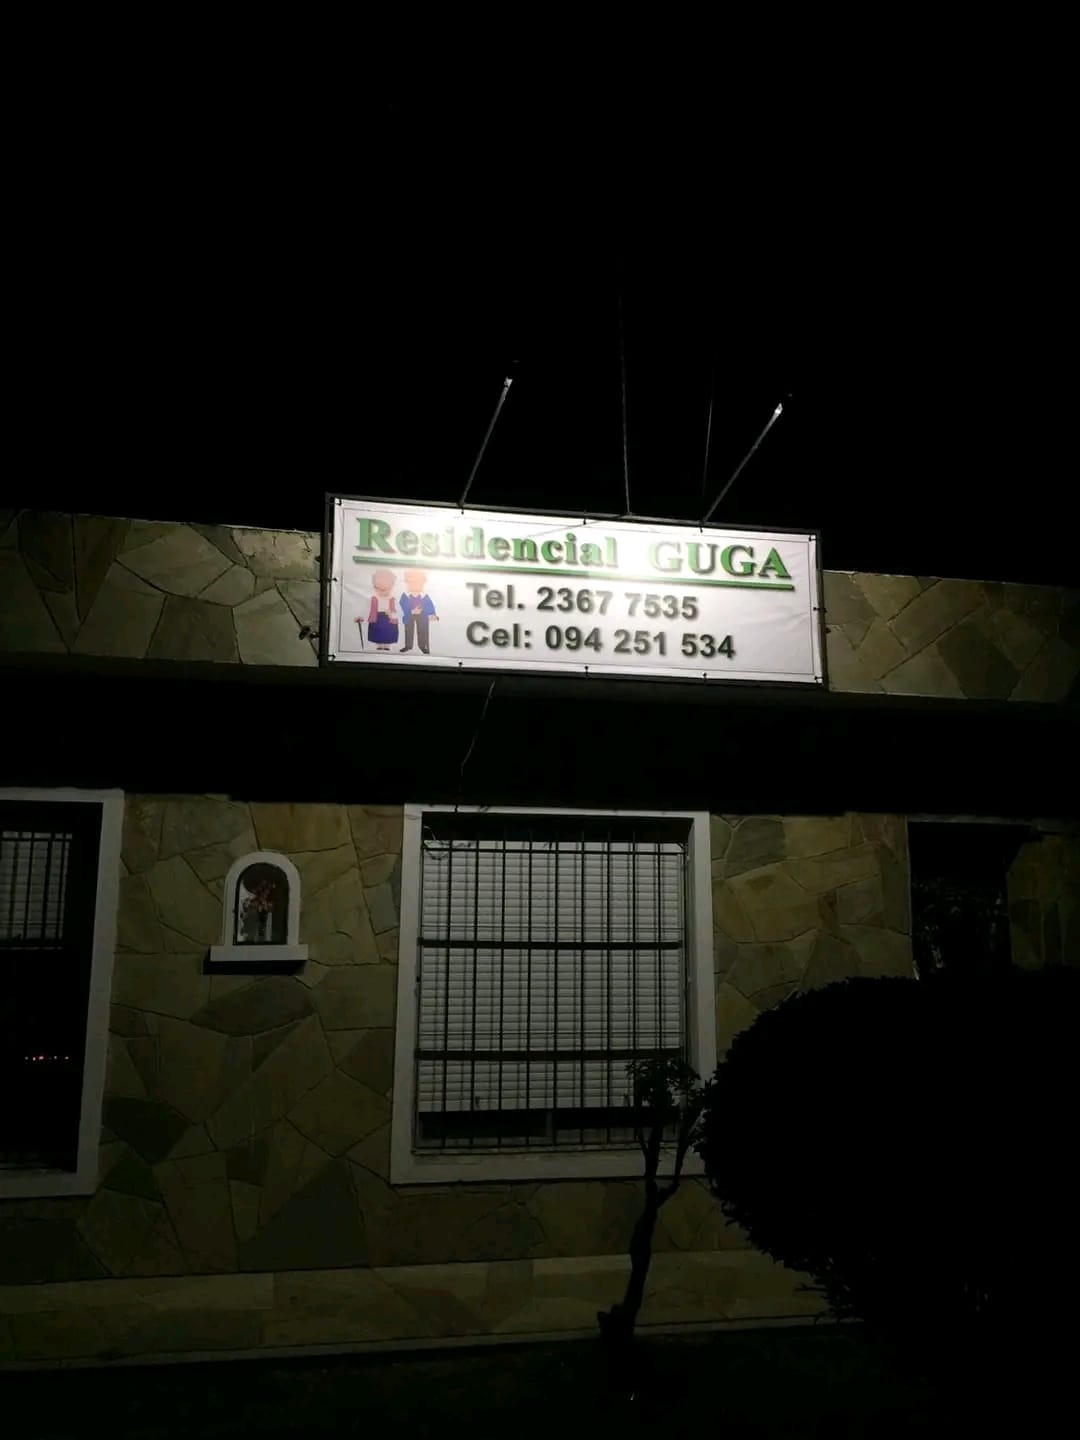 Residencial GUGA
Tel. 2367 7535
Cel: 094 251 534